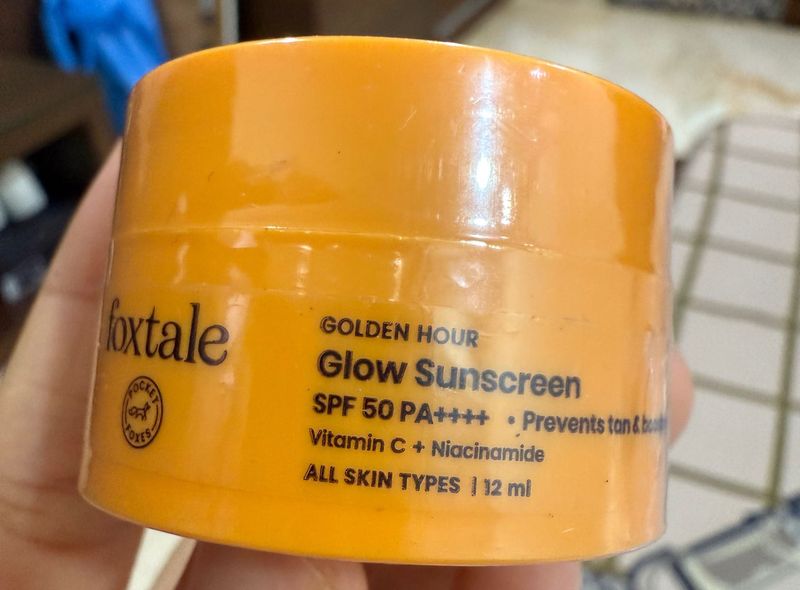 foxtale
POCKET
FOXES
GOLDEN HOUR
Glow Sunscreen
SPF 50 PA++++ • Prevents tan &
Vitamin C + Niacinamide
ALL SKIN TYPES | 12 ml